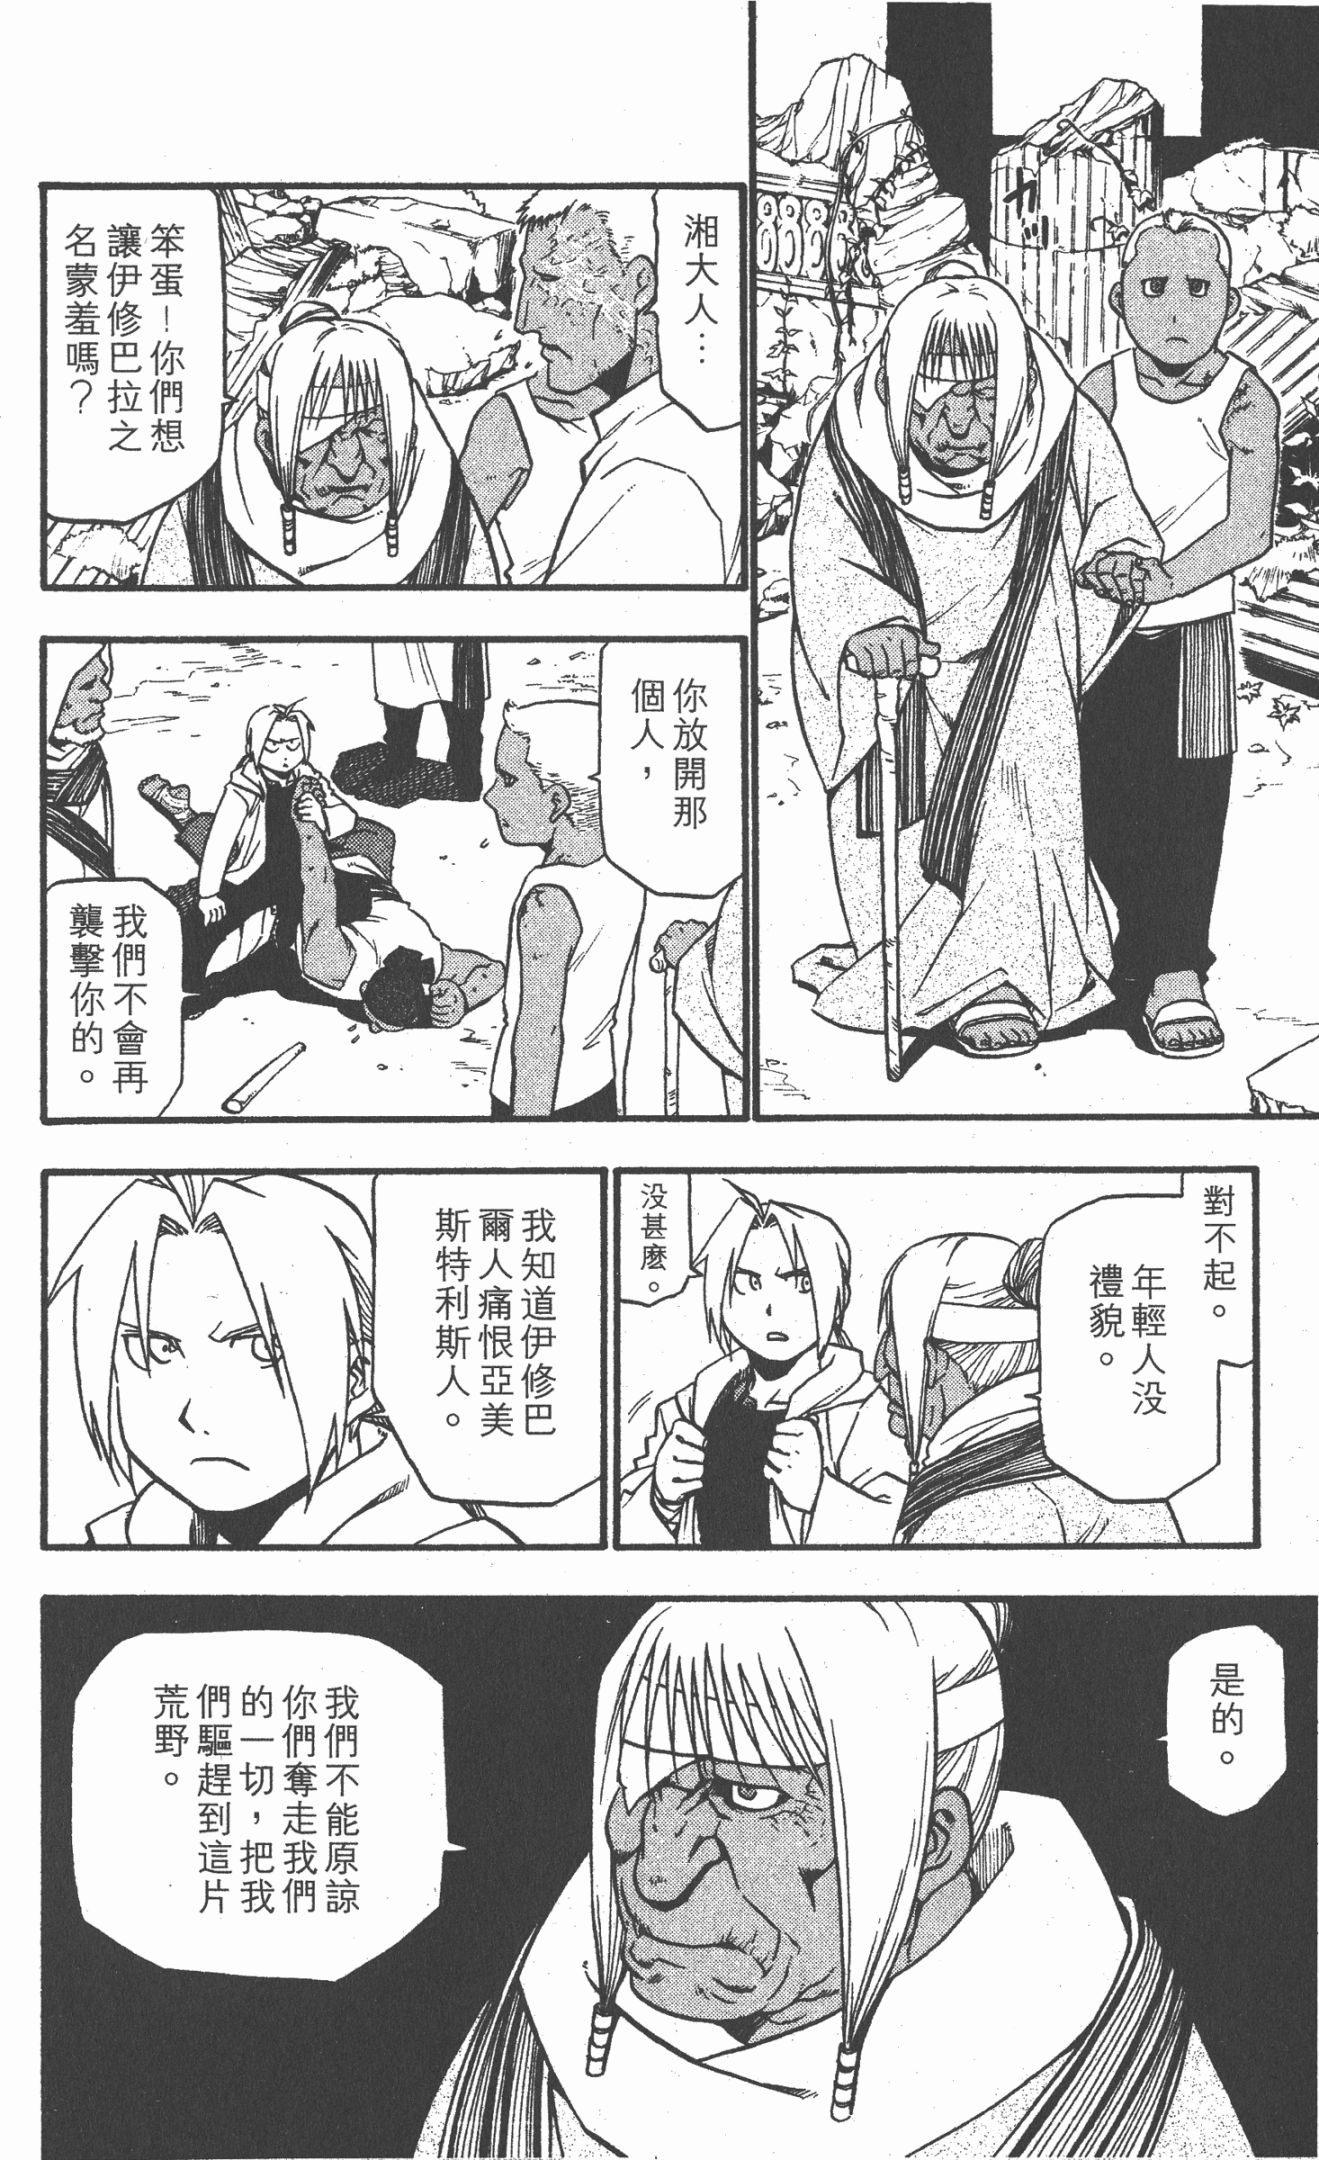 ガ
湘大人…
笨蛋！你們想
讓伊修巴拉之
名蒙羞嗎？
你放開那
個人，
我們不會再
襲擊你的。
對不起。
年輕人没
禮貌。
没甚麽。
我知道伊修巴
爾人痛恨亞美
斯特利斯人。
是的。
我們不能原諒
你們奪走我們
的一切，把我
們驅趕到這片
荒野。